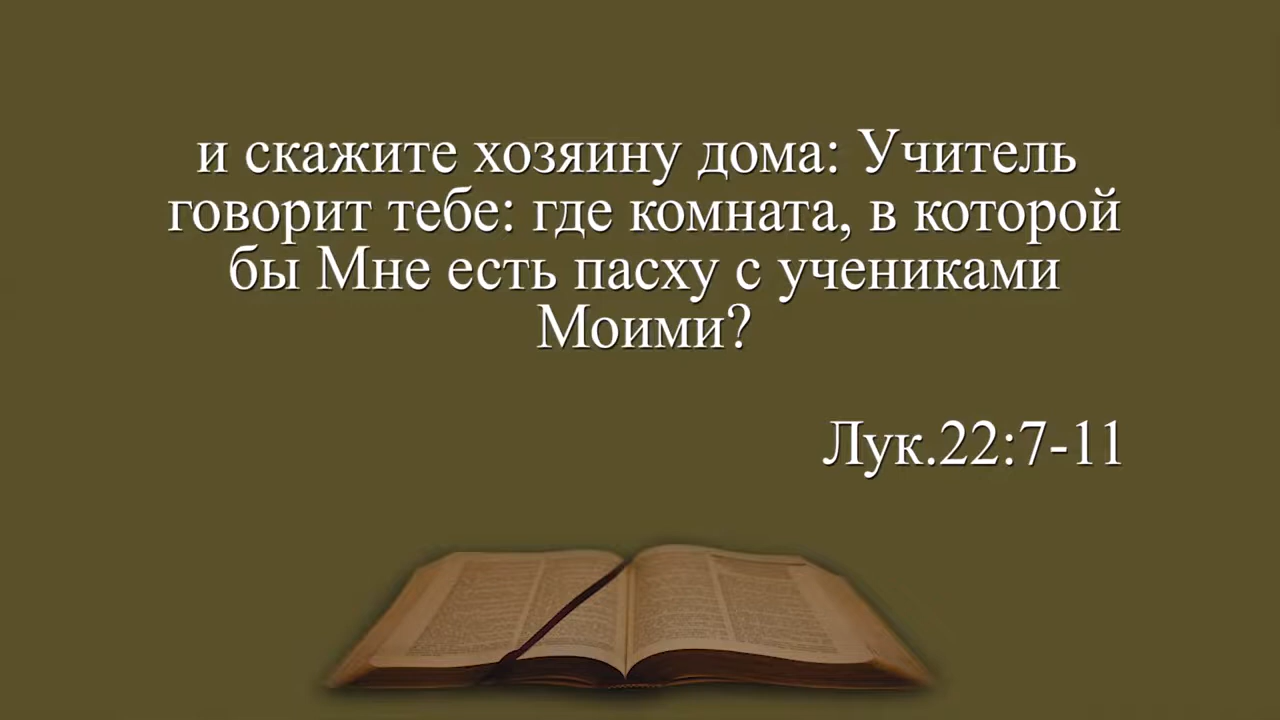 и скажите хозяину дома: Учитель
говорит тебе: где комната, в которой
бы Мне есть пасху с учениками
Моими?
Лук.22:7-11